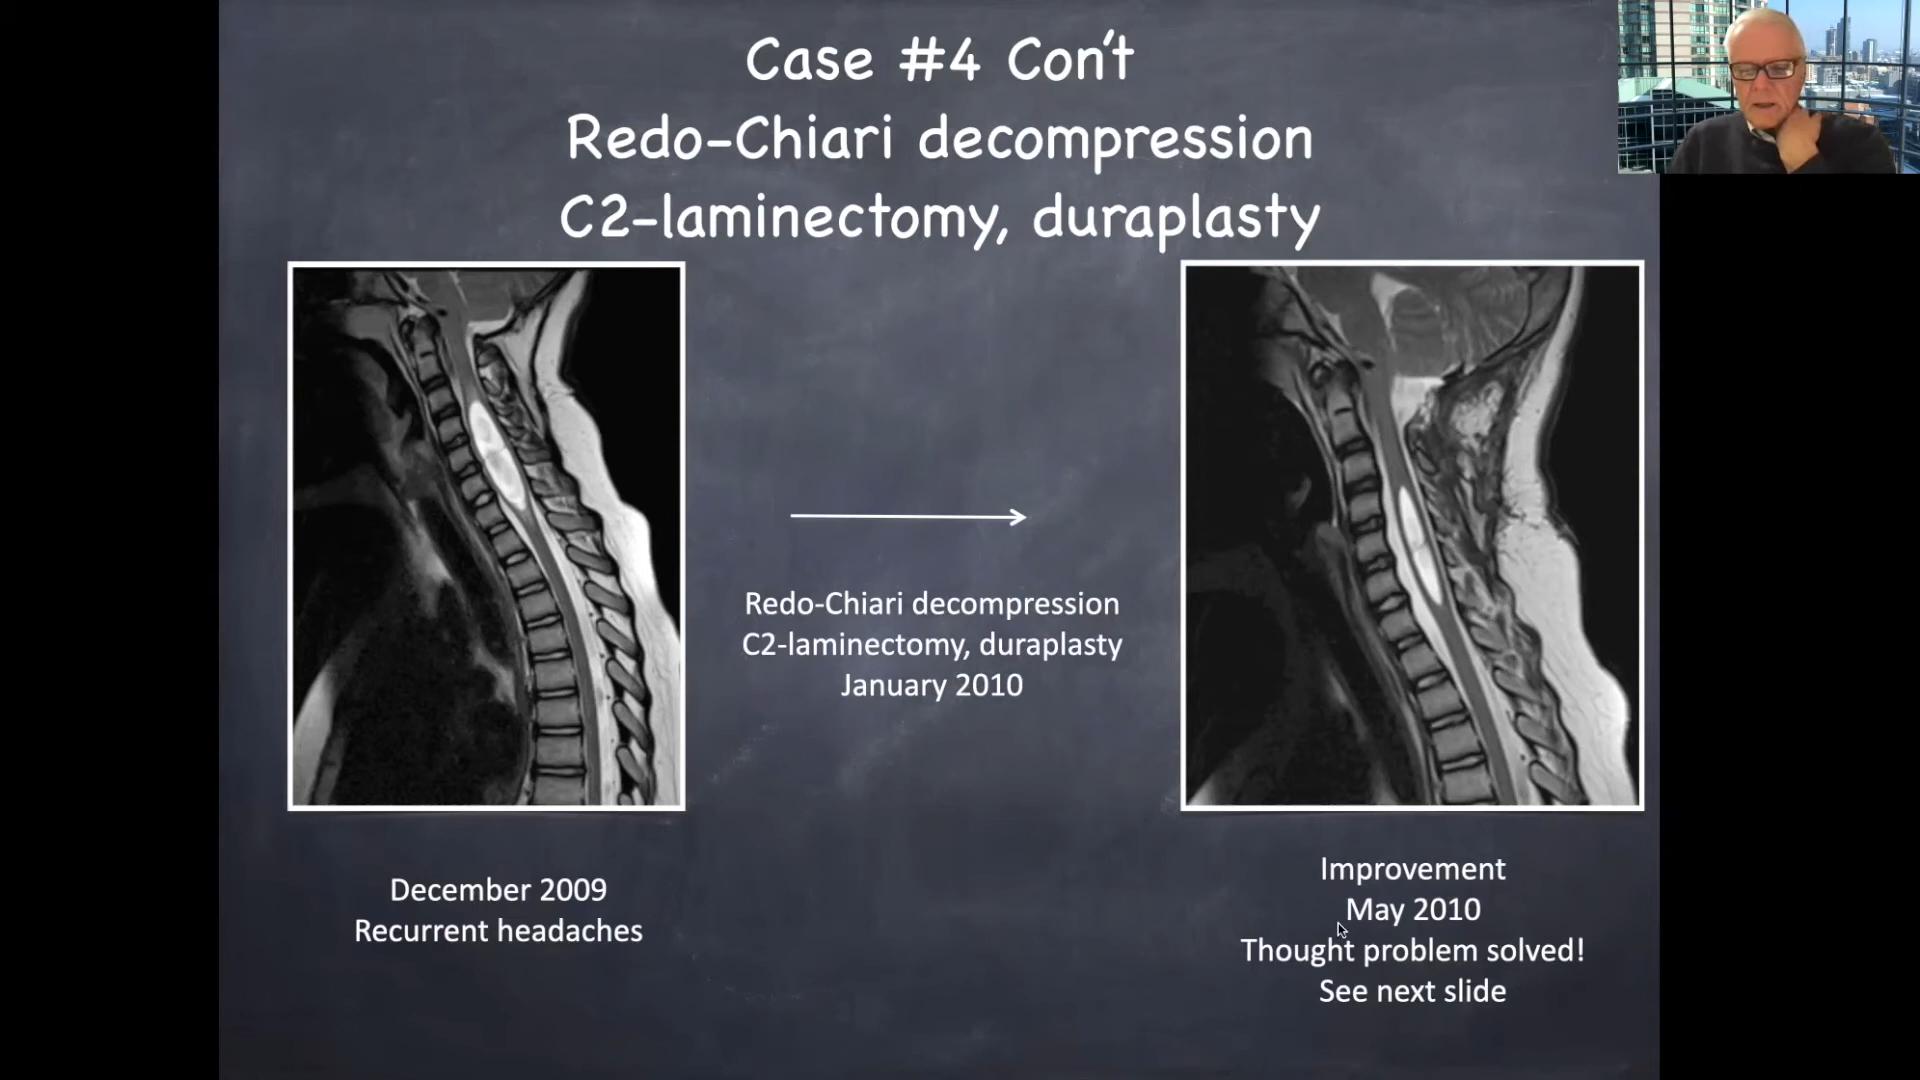 Case #4 Con't
Redo-Chiari decompression
C2-laminectomy, duraplasty
Redo-Chiari decompression
C2-laminectomy, duraplasty
January 2010
December 2009
Recurrent headaches
Improvement
May 2010
Thought problem solved!
See next slide